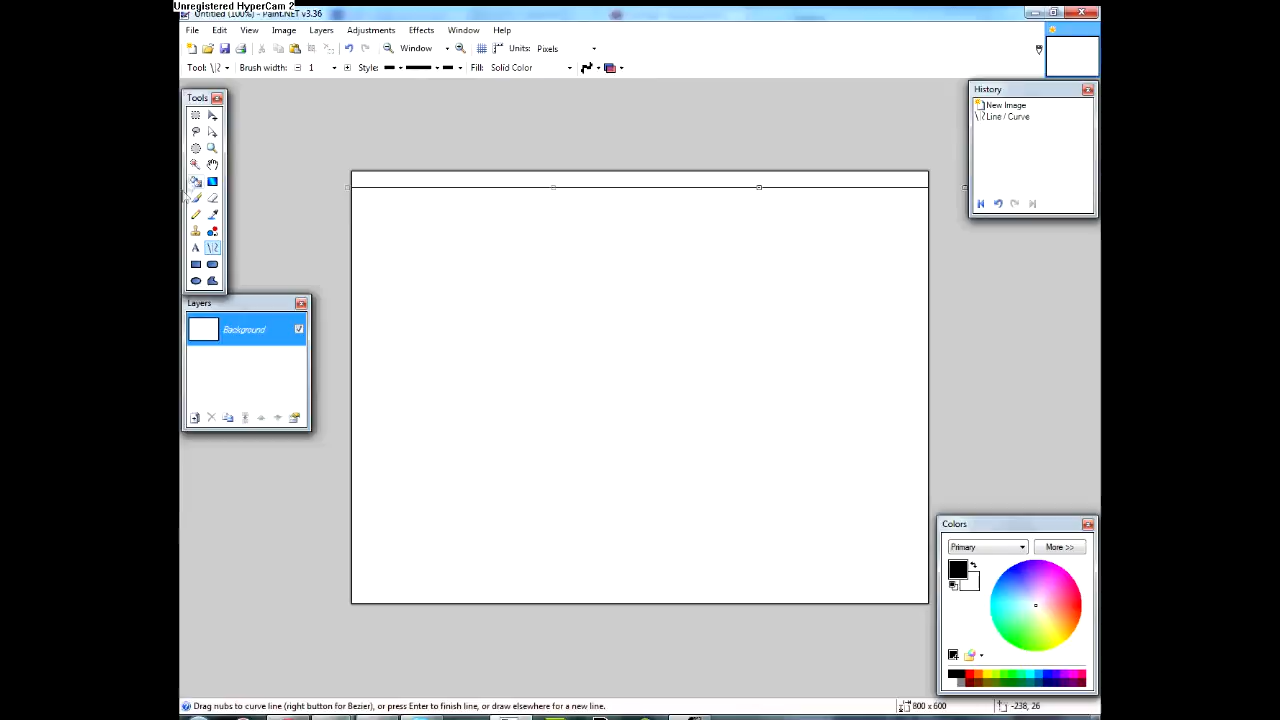 Unregistered HyperCam 2
Untitled (100%) - Paint.NET v3.36
File Edit View Image Layers Adjustments Effects Window Help
Window Units: Pixels
Tool: Brush width: 1 Style: Fill: Solid Color
Tools
History
New Image
Line / Curve
Layers
Background
Colors
Primary More >>
Drag nubs to curve line (right button for Bezier), or press Enter to finish line, or draw elsewhere for a new line.
800 x 600
-238, 26